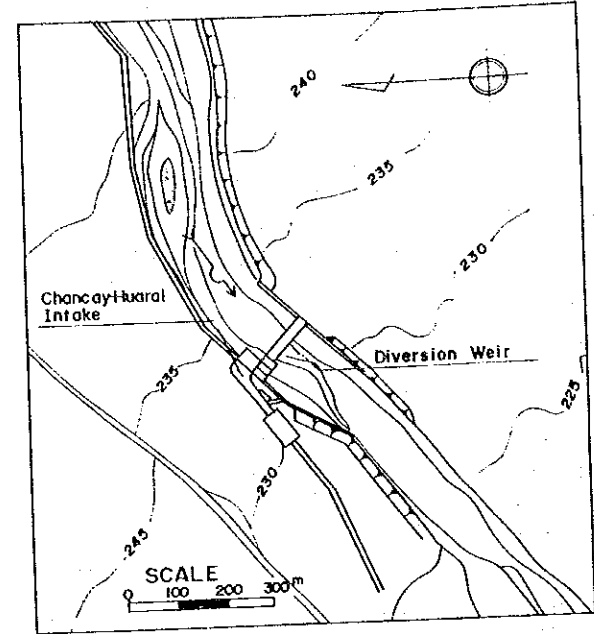 240
235
230
Chancay-Huaral
Intake
Diversion Weir
235
225
230
245
SCALE
0 100 200 300m